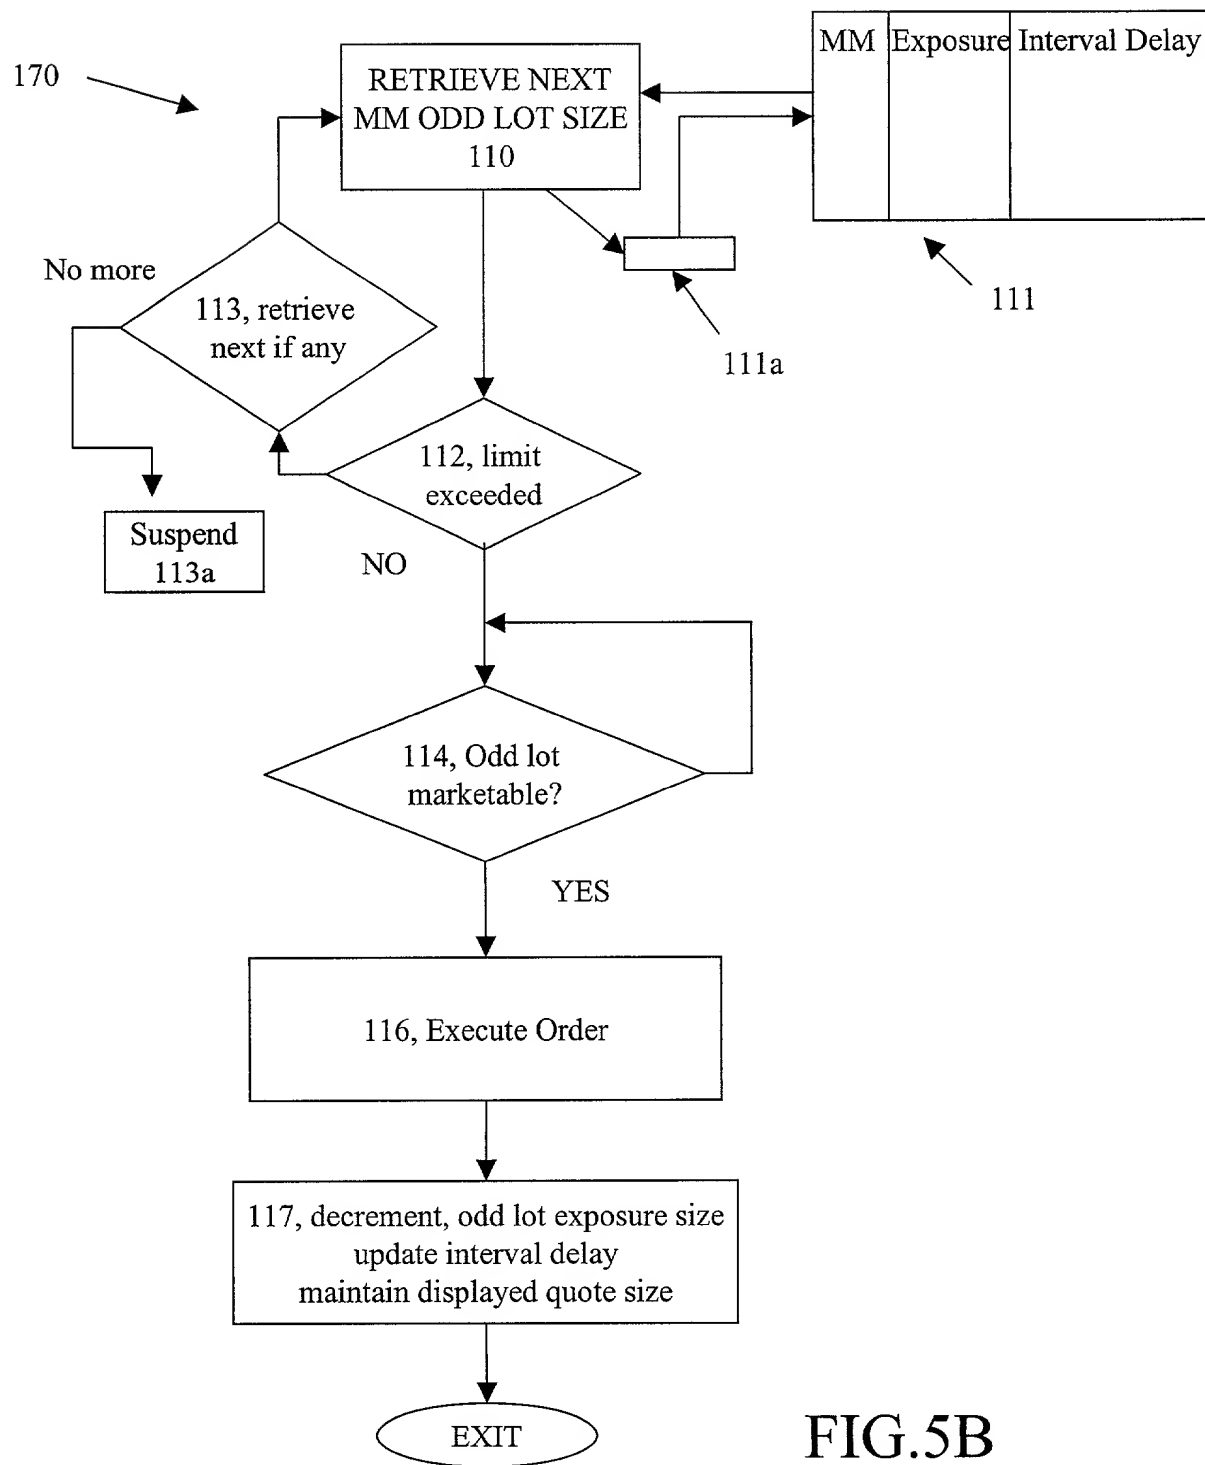 MM Exposure Interval Delay
170
RETRIEVE NEXT
MM ODD LOT SIZE
110
111
111a
No more
113, retrieve
next if any
112, limit
exceeded
Suspend
113a
NO
114, Odd lot
marketable?
YES
116, Execute Order
117, decrement, odd lot exposure size
update interval delay
maintain displayed quote size
EXIT
FIG.5B